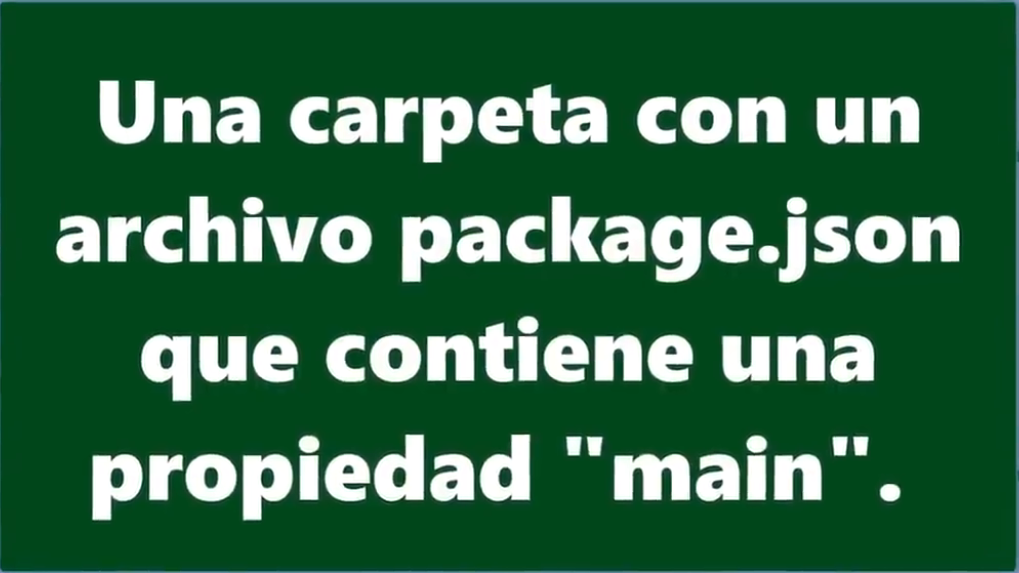 Una carpeta con un
archivo package.json
que contiene una
propiedad "main".